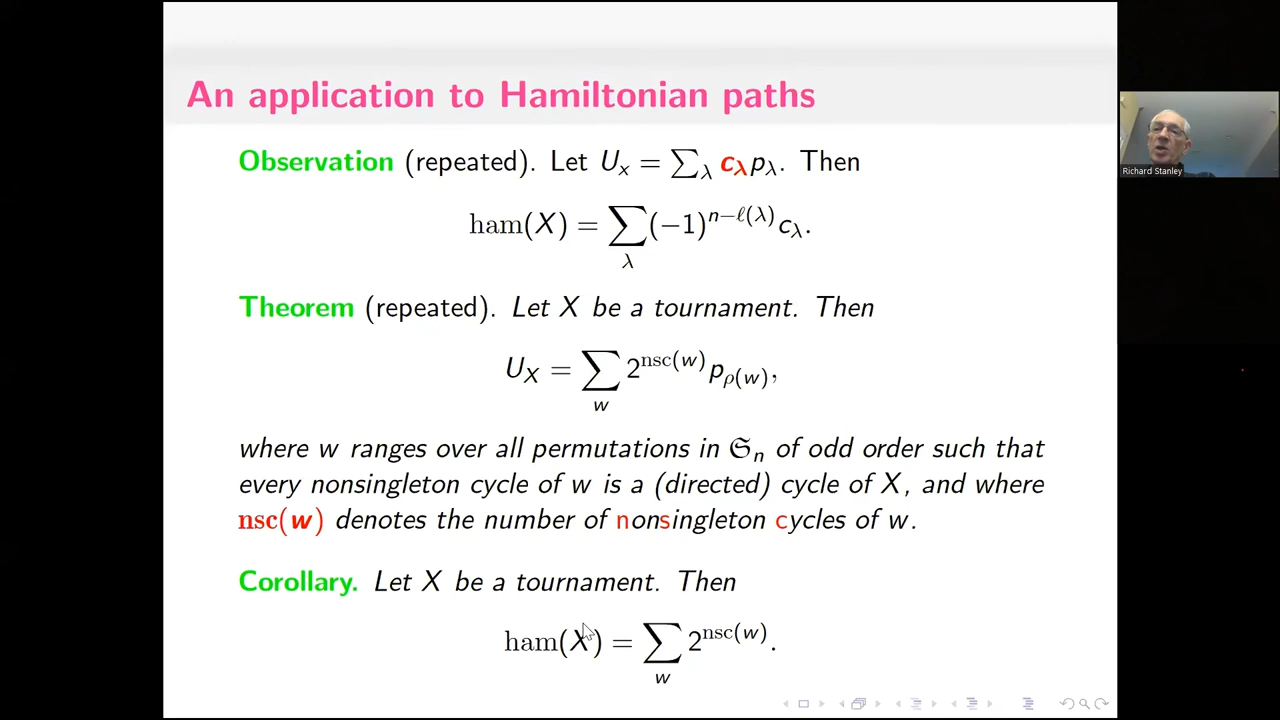 An application to Hamiltonian paths
Observation (repeated). Let Uₓ = ∑_λ c_λ p_λ. Then
ham(X) = ∑_λ (−1)^{n−ℓ(λ)} c_λ.
Theorem (repeated). Let X be a tournament. Then
U_X = ∑_w 2^{nsc(w)} p_{ρ(w)},
where w ranges over all permutations in 𝔖_n of odd order such that
every nonsingleton cycle of w is a (directed) cycle of X, and where
nsc(w) denotes the number of nonsingleton cycles of w.
Corollary. Let X be a tournament. Then
ham(X) = ∑_w 2^{nsc(w)}.
Richard Stanley